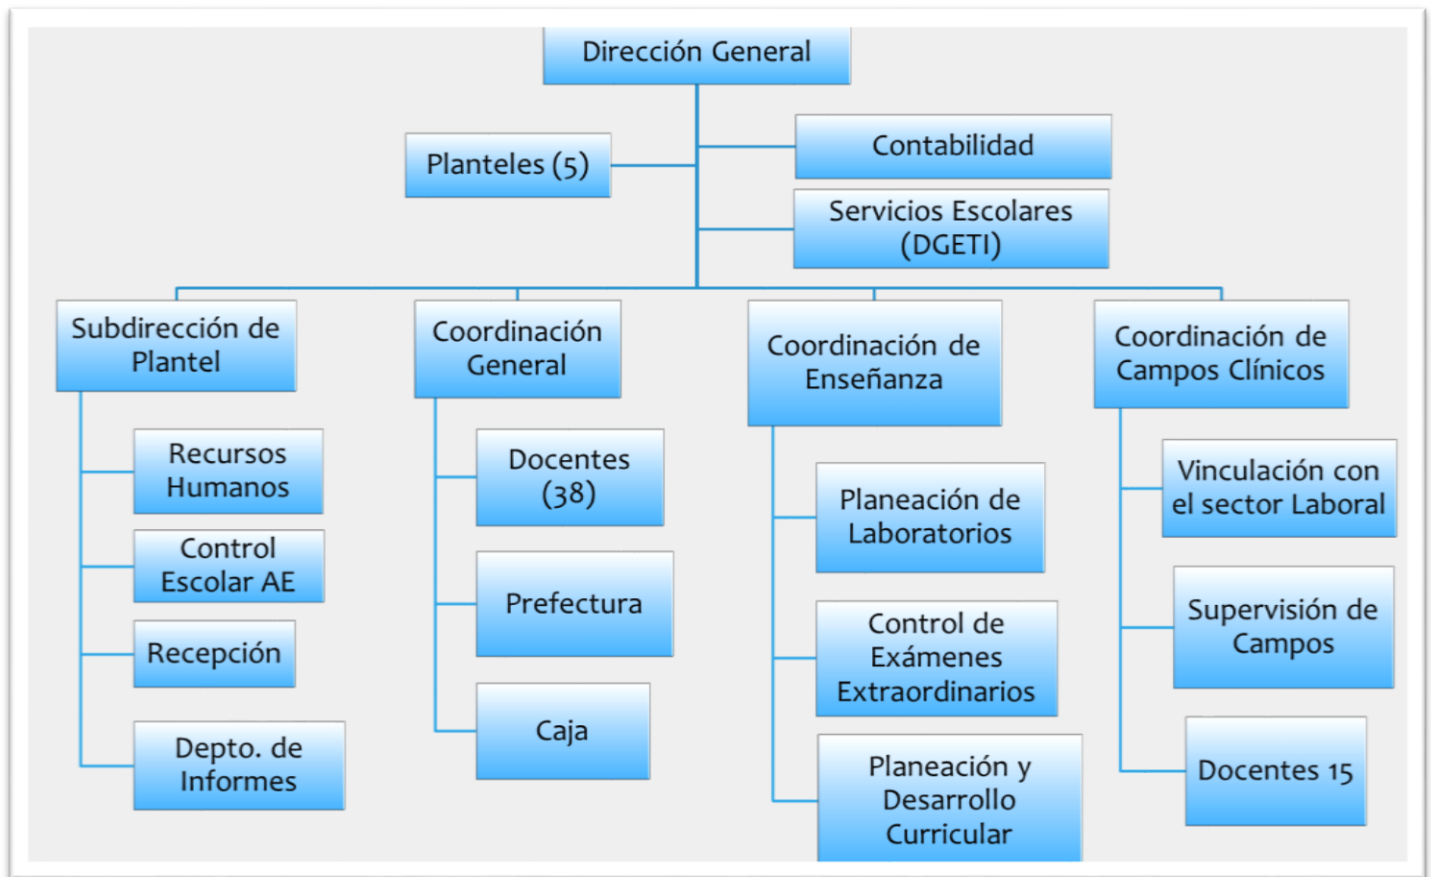 Dirección General
Planteles (5)
Contabilidad
Servicios Escolares
(DGETI)
Subdirección de
Plantel
Recursos
Humanos
Control
Escolar AE
Recepción
Depto. de
Informes
Coordinación
General
Docentes
(38)
Prefectura
Caja
Coordinación de
Enseñanza
Planeación de
Laboratorios
Control de
Exámenes
Extraordinarios
Planeación y
Desarrollo
Curricular
Coordinación de
Campos Clínicos
Vinculación con
el sector Laboral
Supervisión de
Campos
Docentes 15